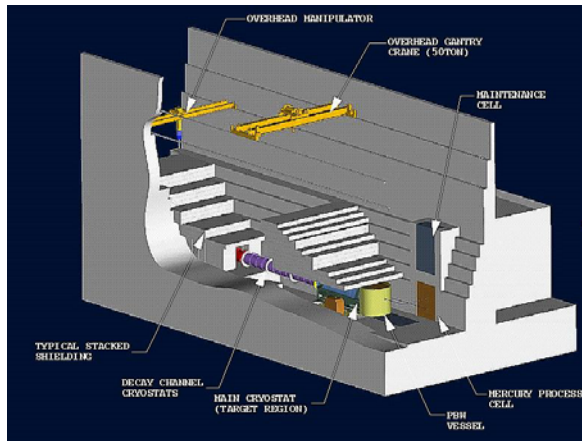 OVERHEAD MANIPULATOR
OVERHEAD GANTRY
CRANE (50TON)
MAINTENANCE
CELL
TYPICAL STACKED
SHIELDING
DECAY CHANNEL
CRYOSTATS
MAIN CRYOSTAT
(TARGET REGION)
PBW
VESSEL
MERCURY PROCESS
CELL